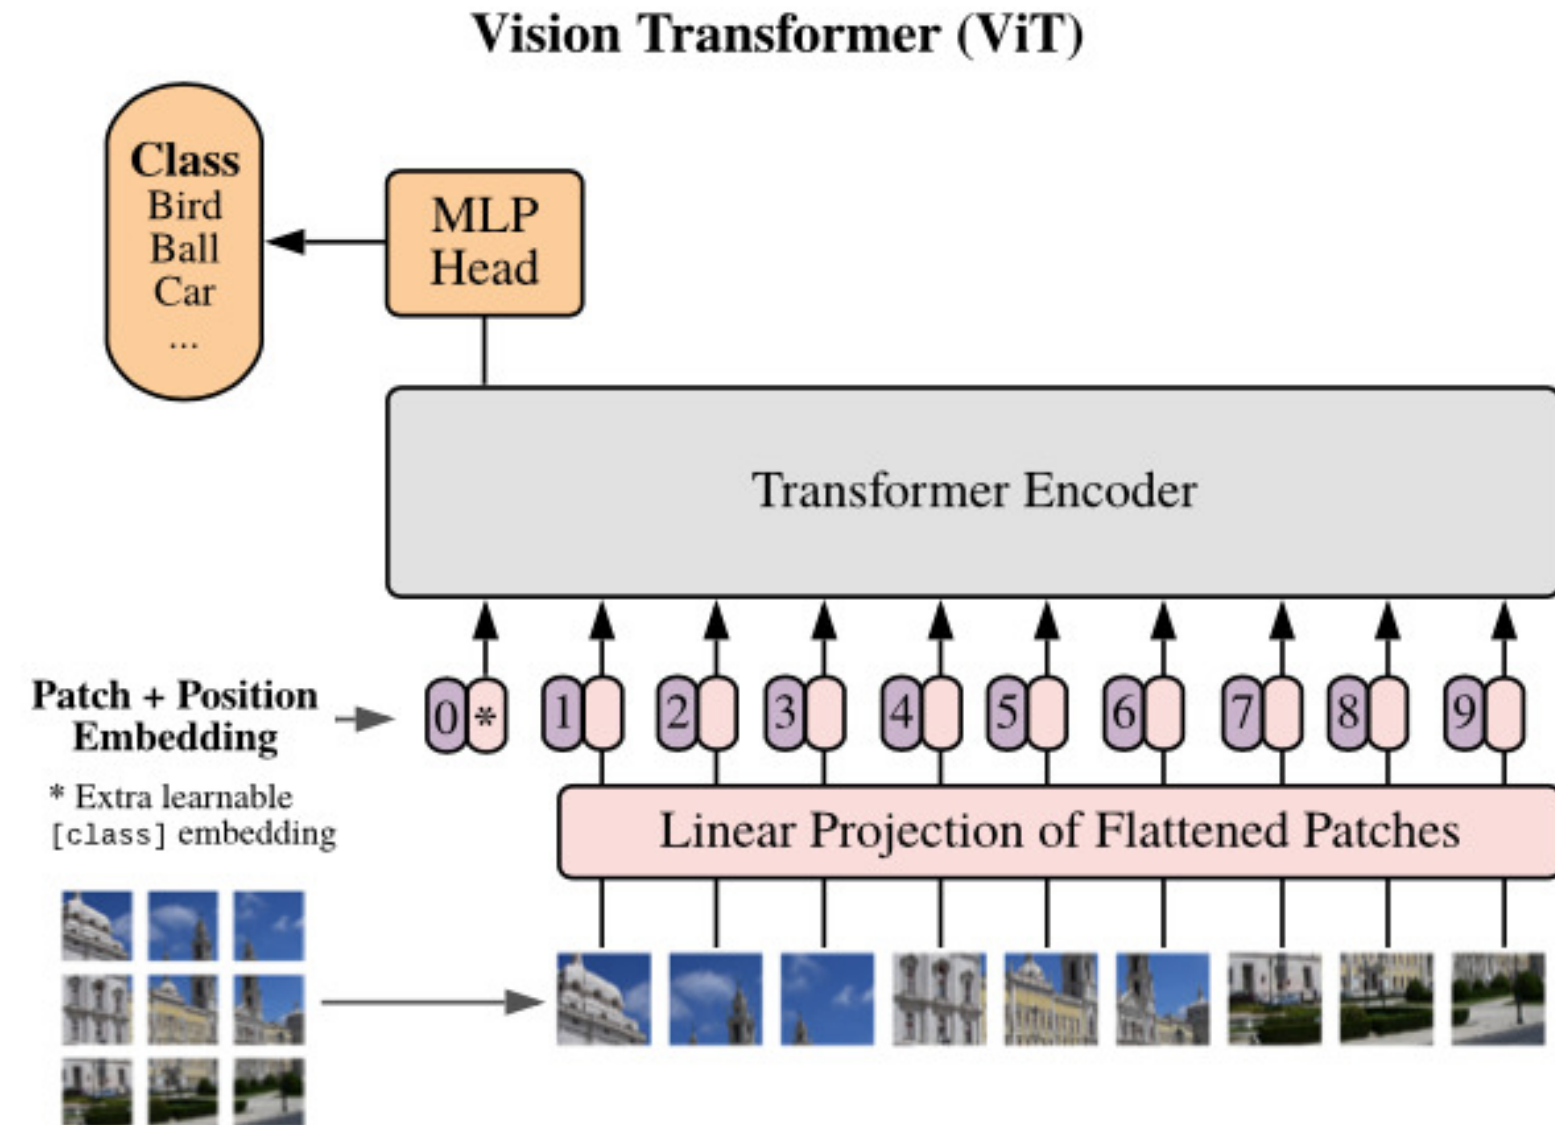 Vision Transformer (ViT)
Class
Bird
Ball
Car
...
MLP
Head
Transformer Encoder
Patch + Position
Embedding
0 * 1 2 3 4 5 6 7 8 9
* Extra learnable
[class] embedding
Linear Projection of Flattened Patches